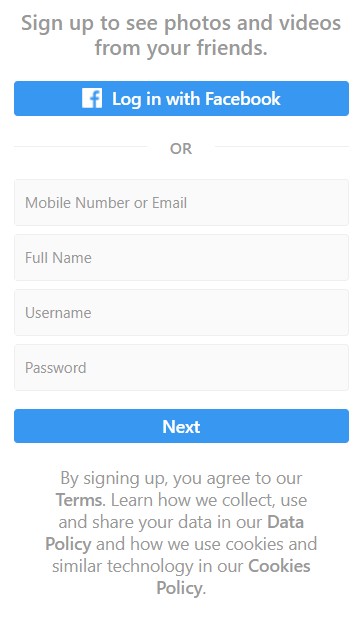 Sign up to see photos and videos
from your friends.
Log in with Facebook
OR
Mobile Number or Email
Full Name
Username
Password
Next
By signing up, you agree to our
Terms. Learn how we collect, use
and share your data in our Data
Policy and how we use cookies and
similar technology in our Cookies
Policy.